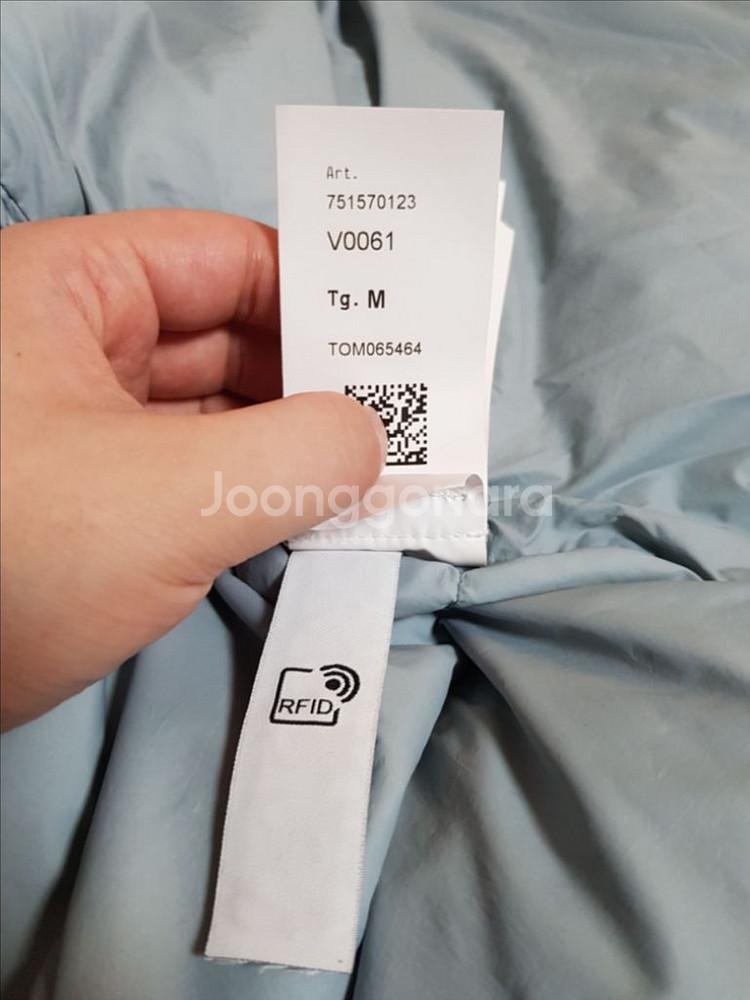 Art.
751570123
V0061
Tg. M
TOM065464
Joonggonara
RFID